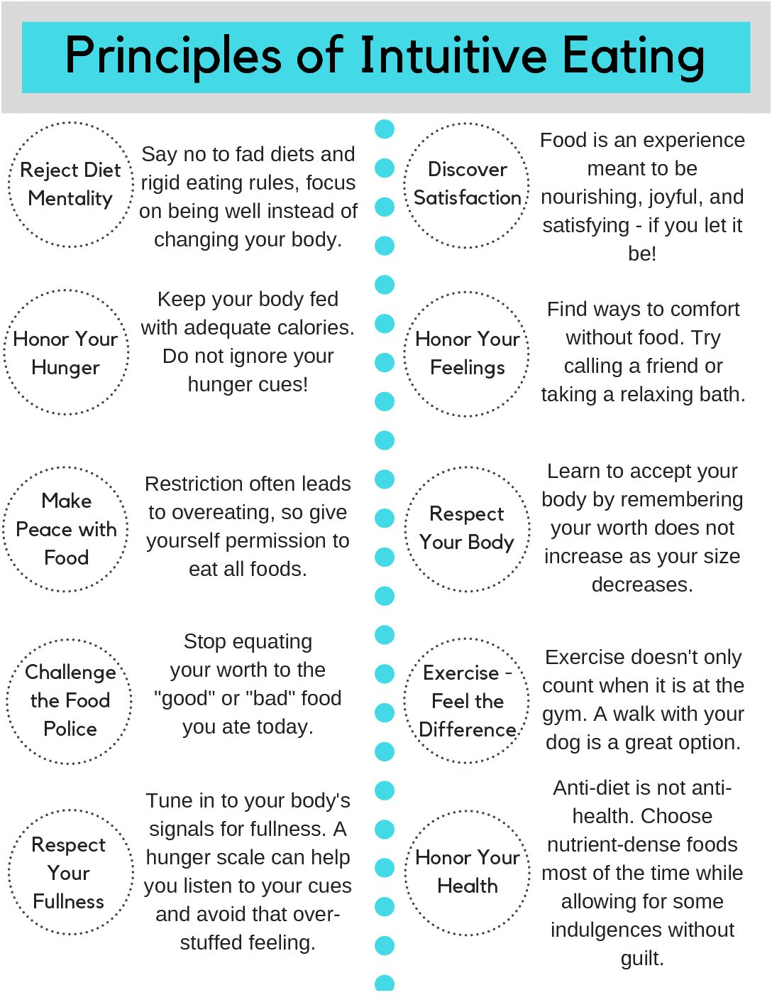 Principles of Intuitive Eating
Reject Diet
Mentality
Say no to fad diets and
rigid eating rules, focus
on being well instead of
changing your body.
Honor Your
Hunger
Keep your body fed
with adequate calories.
Do not ignore your
hunger cues!
Make
Peace with
Food
Restriction often leads
to overeating, so give
yourself permission to
eat all foods.
Challenge
the Food
Police
Stop equating
your worth to the
"good" or "bad" food
you ate today.
Respect
Your
Fullness
Tune in to your body's
signals for fullness. A
hunger scale can help
you listen to your cues
and avoid that over-
stuffed feeling.
Discover
Satisfaction
Food is an experience
meant to be
nourishing, joyful, and
satisfying - if you let it
be!
Honor Your
Feelings
Find ways to comfort
without food. Try
calling a friend or
taking a relaxing bath.
Respect
Your Body
Learn to accept your
body by remembering
your worth does not
increase as your size
decreases.
Exercise -
Feel the
Difference
Exercise doesn't only
count when it is at the
gym. A walk with your
dog is a great option.
Honor Your
Health
Anti-diet is not anti-
health. Choose
nutrient-dense foods
most of the time while
allowing for some
indulgences without
guilt.